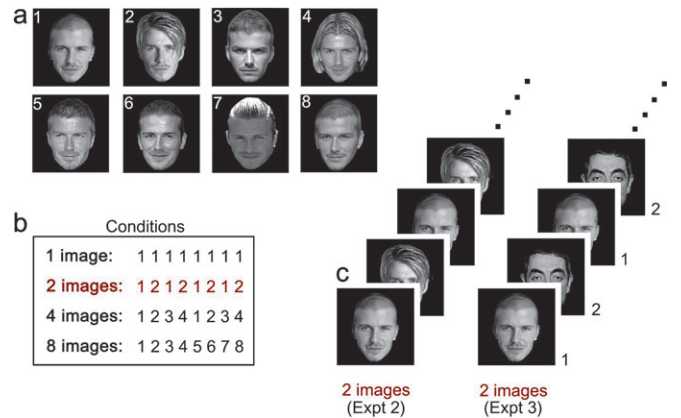 a
1 2 3 4
5 6 7 8
b
Conditions
1 image: 1 1 1 1 1 1 1 1
2 images: 1 2 1 2 1 2 1 2
4 images: 1 2 3 4 1 2 3 4
8 images: 1 2 3 4 5 6 7 8
c
2
1
2
1
2 images
(Expt 2)
2 images
(Expt 3)